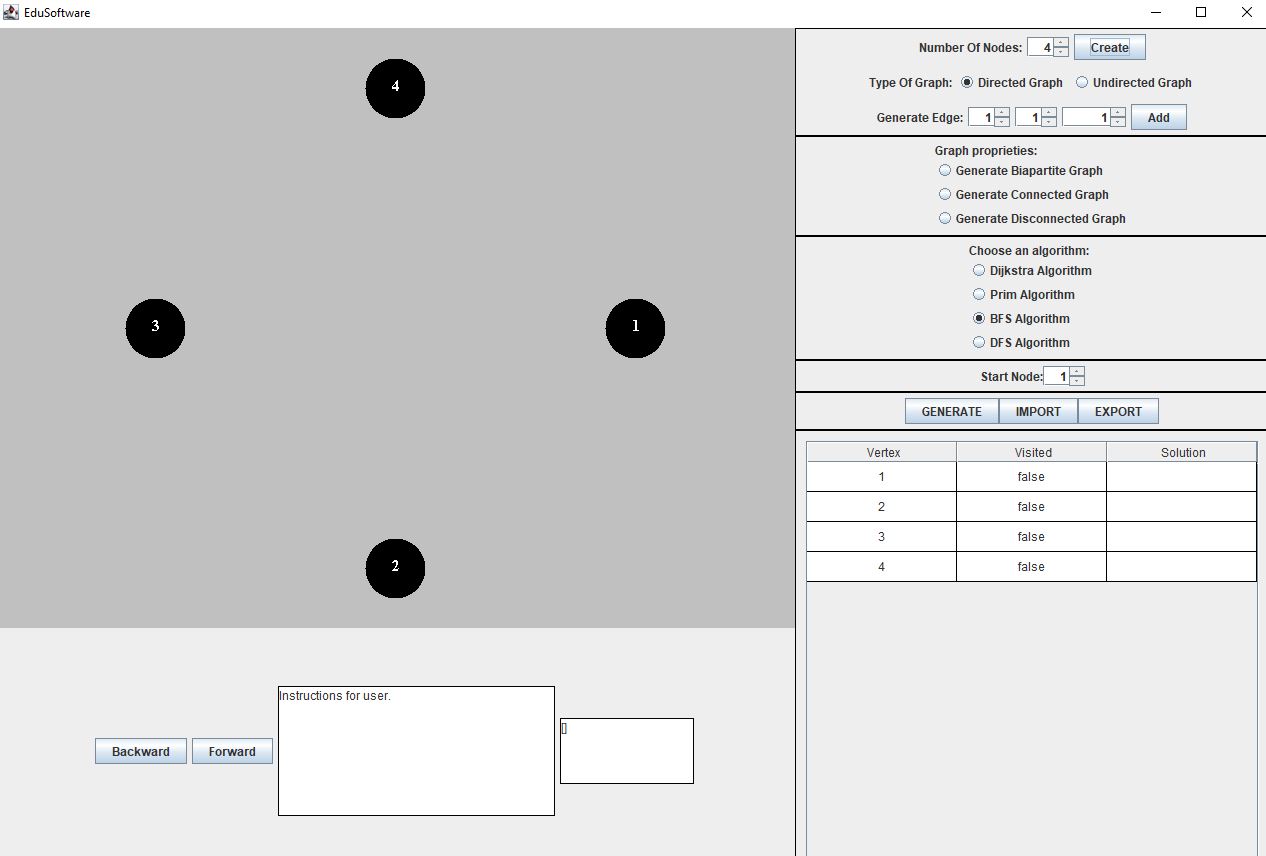 EduSoftware
4
3
1
2
Number Of Nodes: 4 Create
Type Of Graph: Directed Graph Undirected Graph
Generate Edge: 1 1 1 Add
Graph proprieties:
Generate Biapartite Graph
Generate Connected Graph
Generate Disconnected Graph
Choose an algorithm:
Dijkstra Algorithm
Prim Algorithm
BFS Algorithm
DFS Algorithm
Start Node: 1
GENERATE IMPORT EXPORT
Vertex Visited Solution
1 false
2 false
3 false
4 false
Backward Forward
Instructions for user.
[]